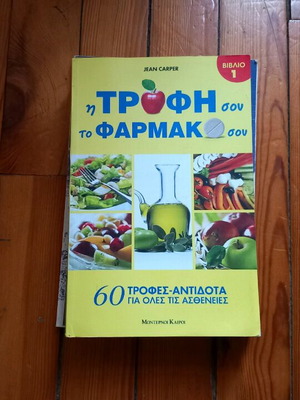 JEAN CARPER
ΒΙΒΛΙΟ
1
η ΤΡΟΦΗ σου
το ΦΑΡΜΑΚΟ σου
60 ΤΡΟΦΕΣ-ΑΝΤΙΔΟΤΑ
ΓΙΑ ΟΛΕΣ ΤΙΣ ΑΣΘΕΝΕΙΕΣ
ΜΟΝΤΕΡΝΟΙ ΚΑΙΡΟΙ